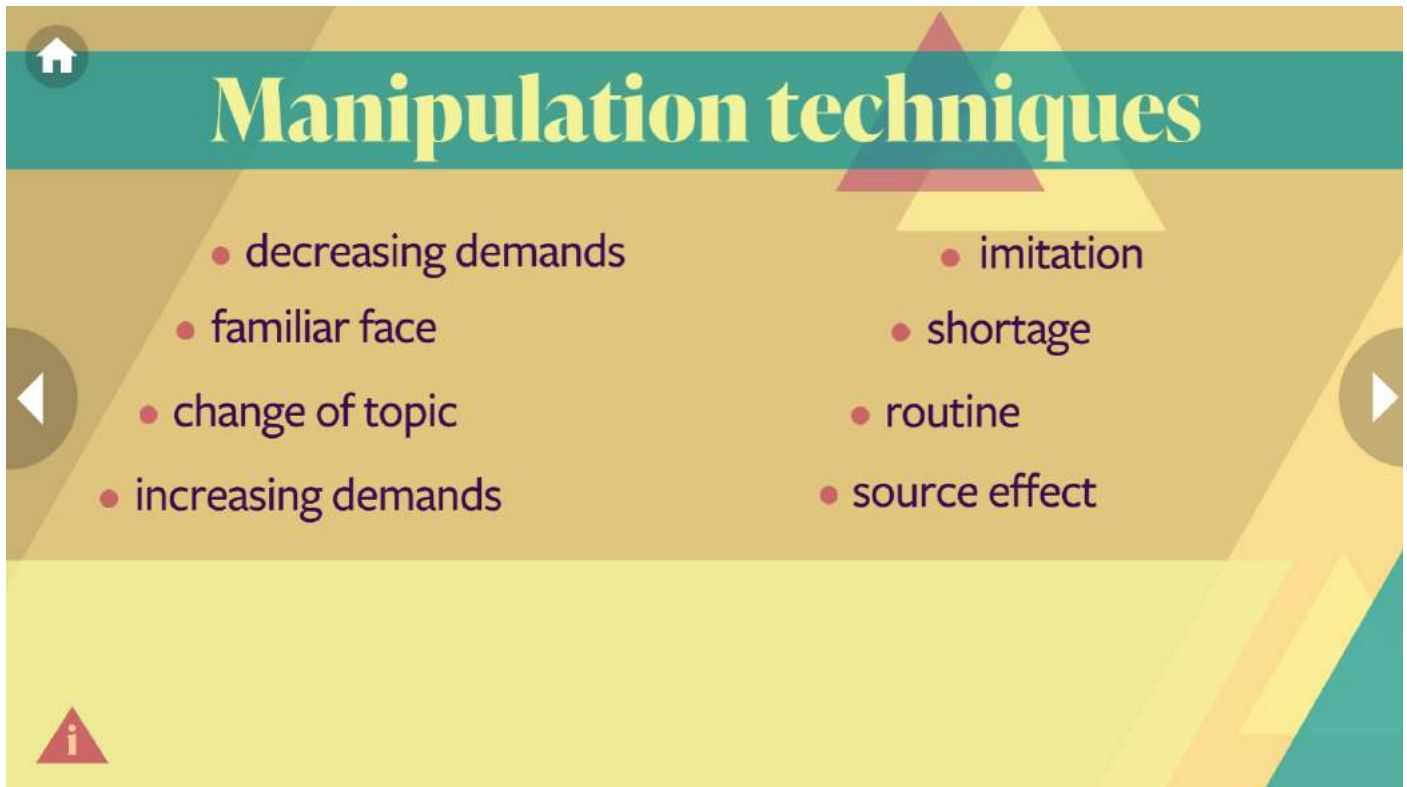 Manipulation techniques
• decreasing demands
• familiar face
• change of topic
• increasing demands
• imitation
• shortage
• routine
• source effect
i